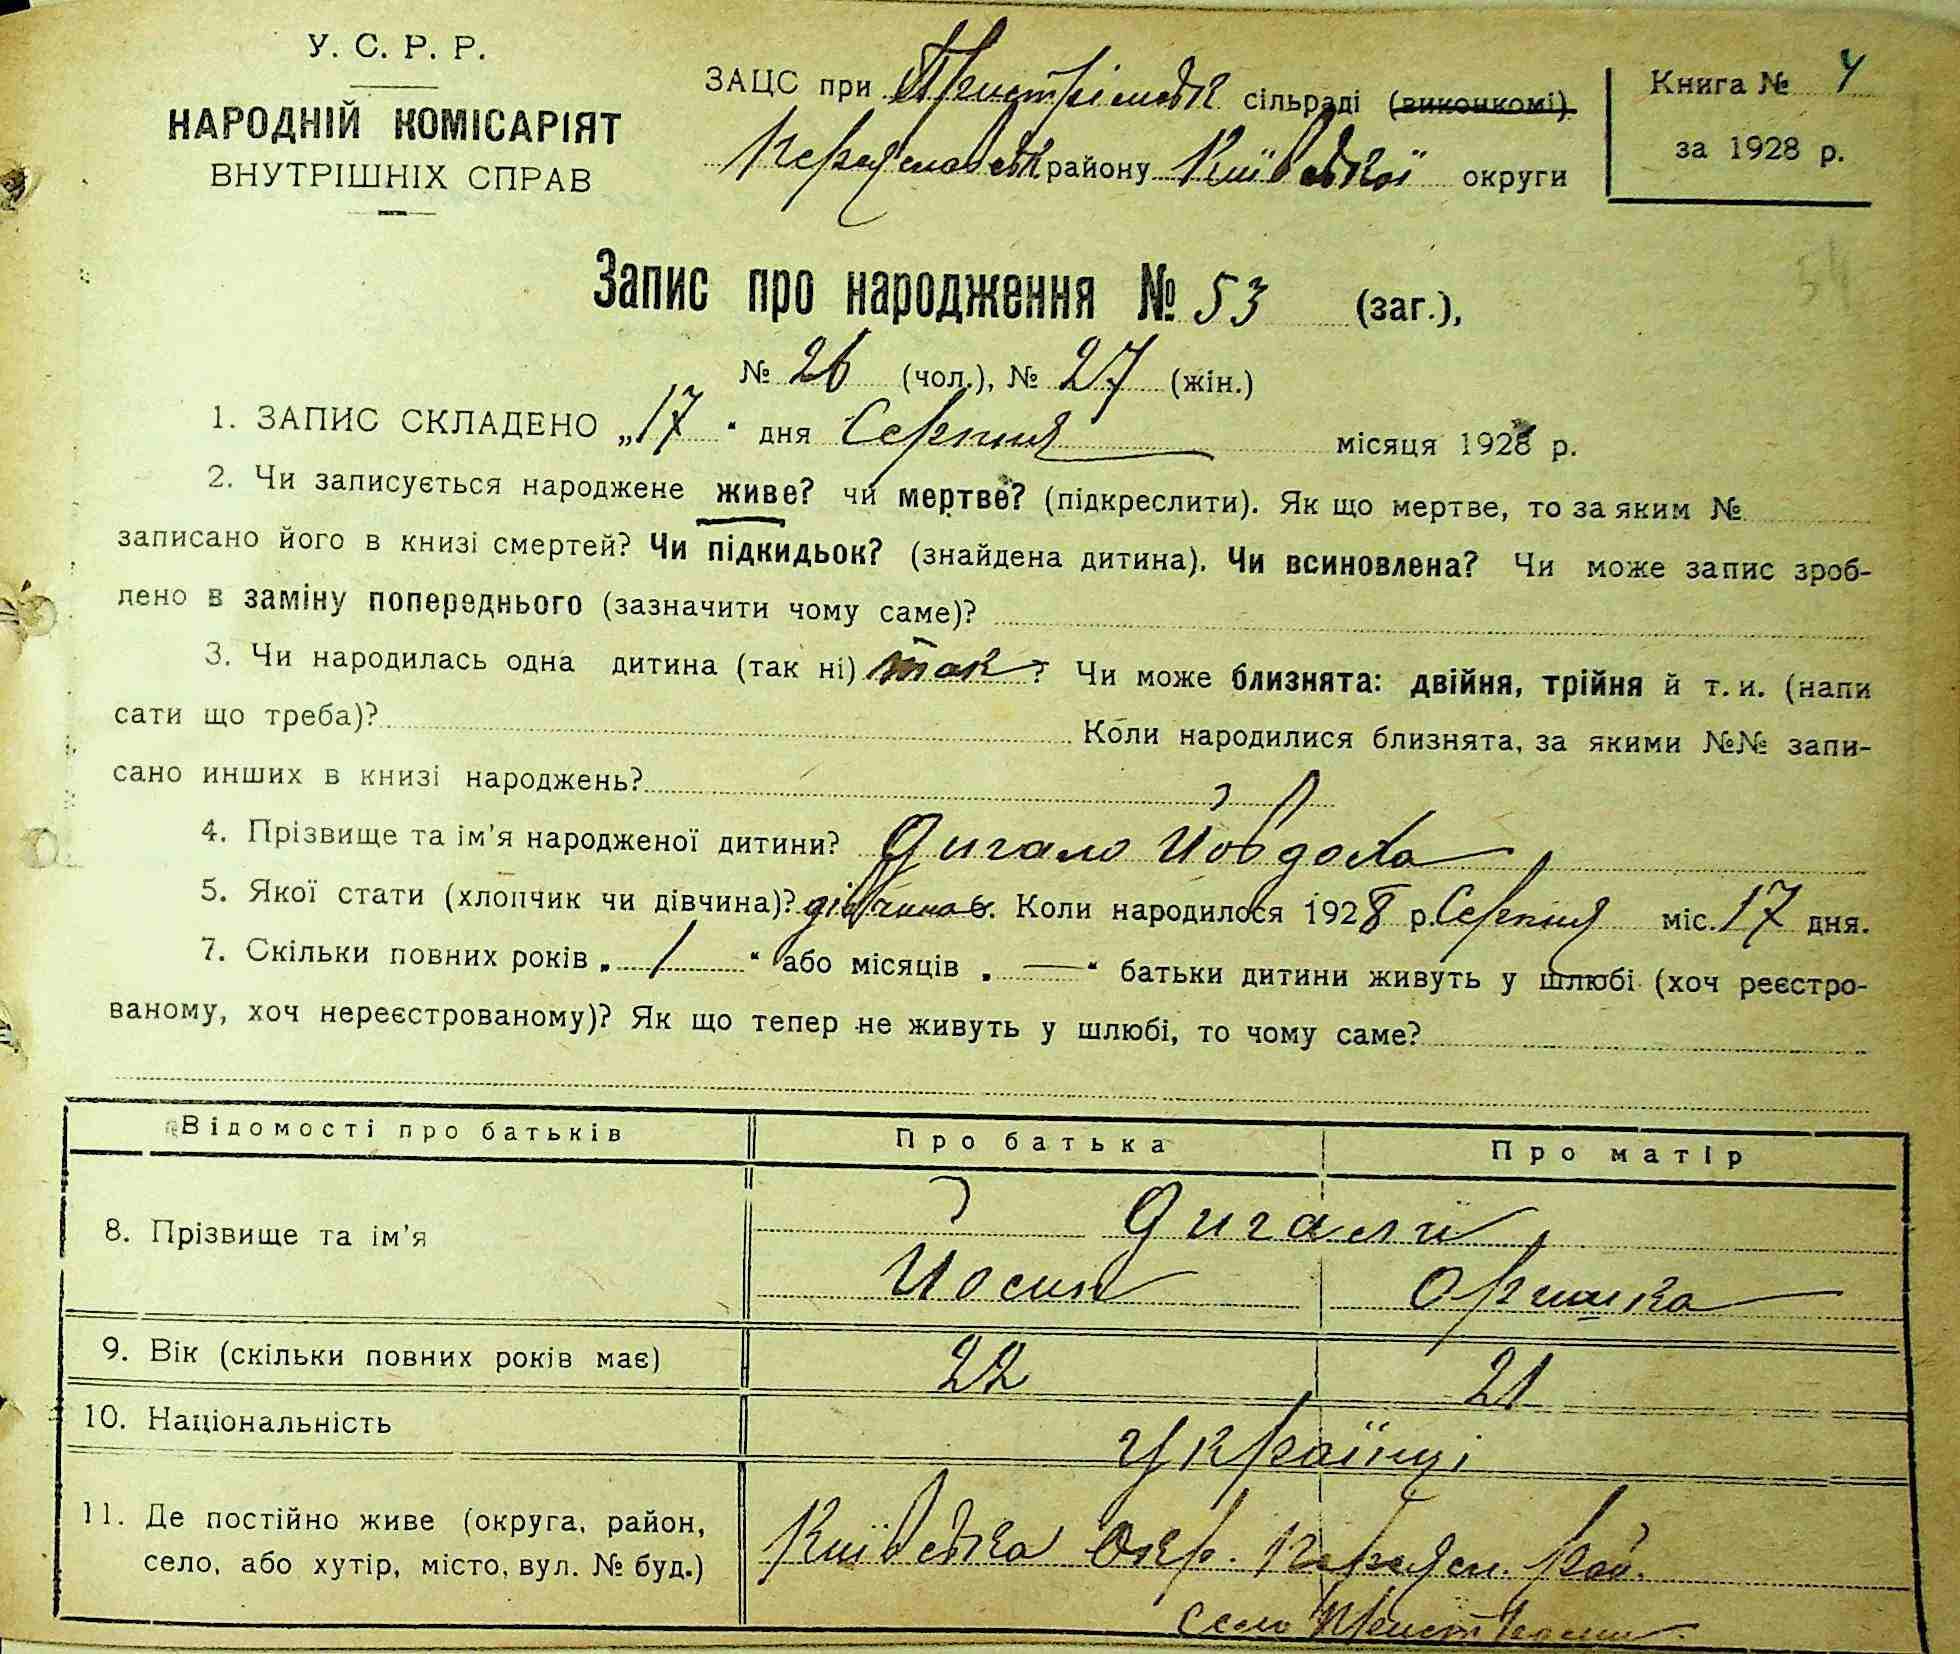 У. С. Р. Р.
НАРОДНІЙ КОМІСАРІЯТ
ВНУТРІШНІХ СПРАВ
ЗАЦС при Пристромськ сільраді (виконкомі)
Переяславськ району Київської округи
Книга № 4
за 1928 р.
54
Запис про народження № 53 (заг.),
№ 26 (чол.), № 27 (жін.)
1. ЗАПИС СКЛАДЕНО „17“ дня Серпня місяця 1928 р.
2. Чи записується народжене живе? чи мертве? (підкреслити). Як що мертве, то за яким №
записано його в книзі смертей? Чи підкидьок? (знайдена дитина). Чи всиновлена? Чи може запис зроб-
лено в заміну попереднього (зазначити чому саме)?
3. Чи народилась одна дитина (так ні) так? Чи може близнята: двійня, трійня й т. и. (напи
сати що треба)? Коли народилися близнята, за якими №№ запи-
сано инших в книзі народжень?
4. Прізвище та ім’я народженої дитини? Дигало Йовдоха
5. Якої стати (хлопчик чи дівчина)? дівчина. Коли народилося 1928 р. Серпня міс. 17 дня.
7. Скільки повних років „ 1 “ або місяців „ — “ батьки дитини живуть у шлюбі (хоч реєстро-
ваному, хоч нереєстрованому)? Як що тепер не живуть у шлюбі, то чому саме?
Відомості про батьків Про батька Про матір
8. Прізвище та ім’я Дигали
Йосип Оришка
9. Вік (скільки повних років має) 22 21
10. Національність Українці
11. Де постійно живе (округа, район,
село, або хутір, місто, вул. № буд.) Київська Окр. Переясл. рай.
село Пристроми